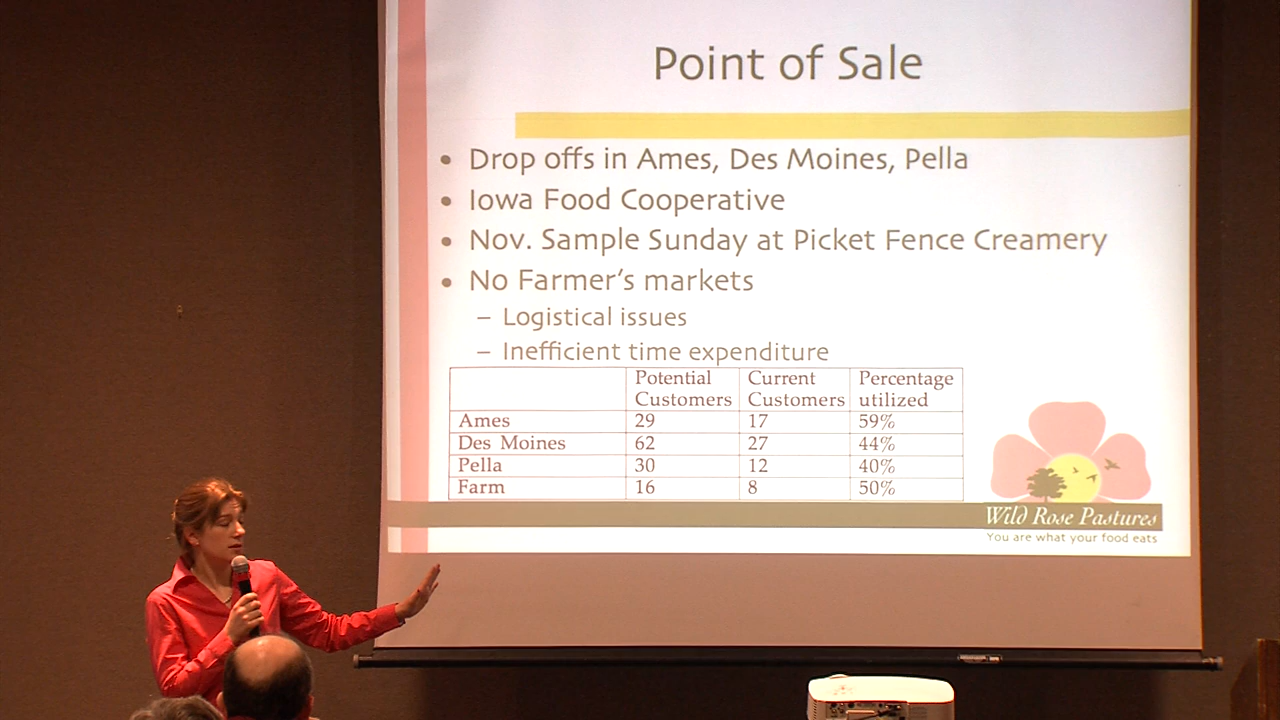 Point of Sale
• Drop offs in Ames, Des Moines, Pella
• Iowa Food Cooperative
• Nov. Sample Sunday at Picket Fence Creamery
• No Farmer's markets
– Logistical issues
– Inefficient time expenditure
Potential Customers Current Customers Percentage utilized
Ames 29 17 59%
Des Moines 62 27 44%
Pella 30 12 40%
Farm 16 8 50%
Wild Rose Pastures
You are what your food eats